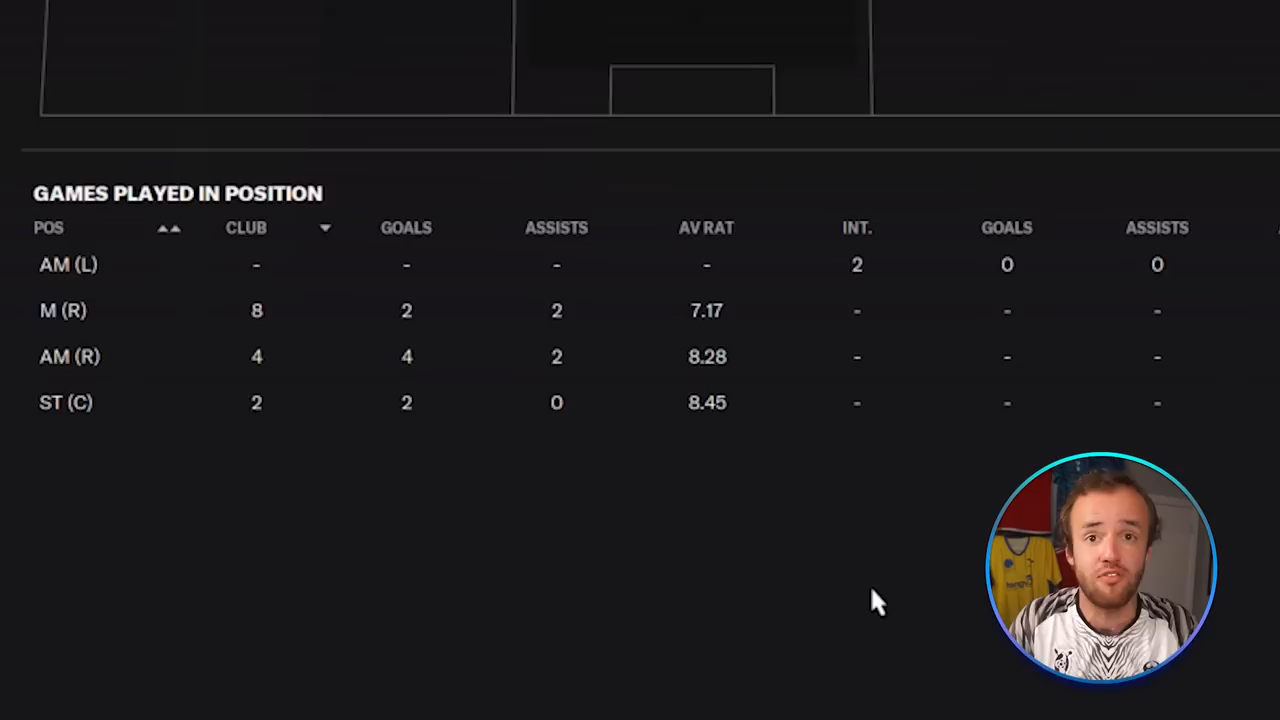 GAMES PLAYED IN POSITION
POS CLUB GOALS ASSISTS AV RAT INT. GOALS ASSISTS
AM (L) - - - - 2 0 0
M (R) 8 2 2 7.17 - - -
AM (R) 4 4 2 8.28 - - -
ST (C) 2 2 0 8.45 - - -